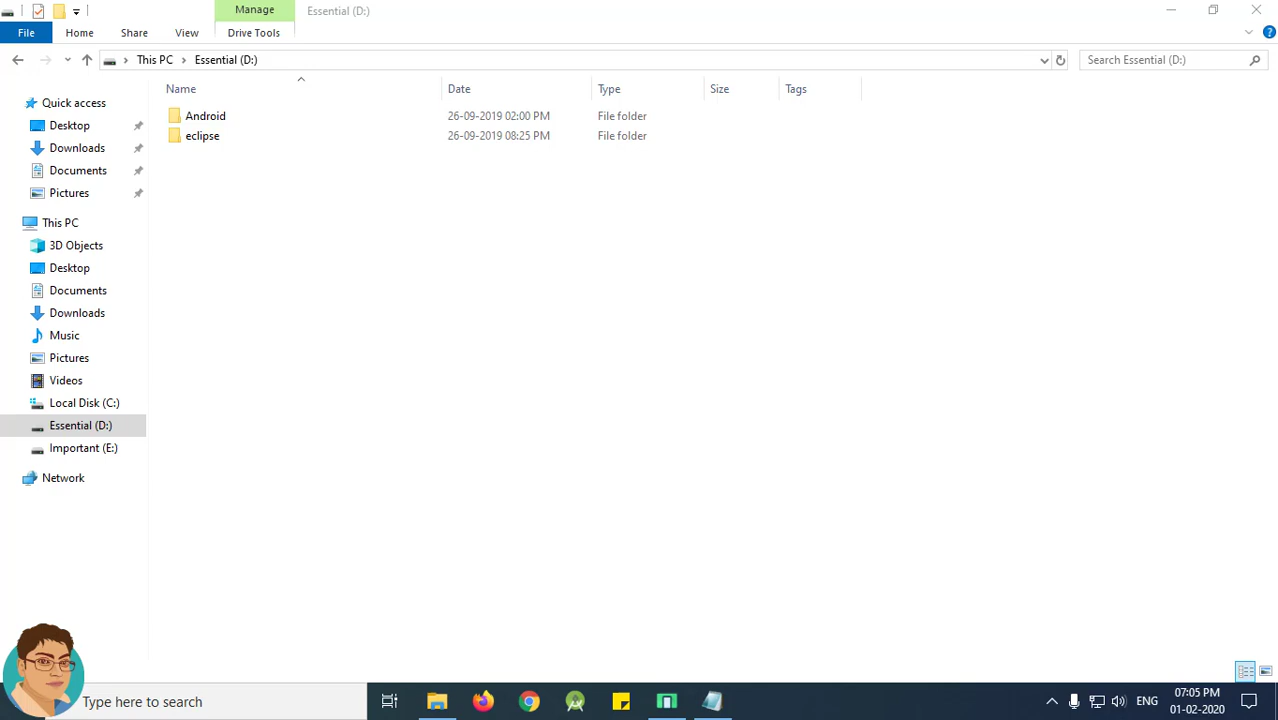 Manage
Essential (D:)
File
Home
Share
View
Drive Tools
This PC
Essential (D:)
Search Essential (D:)
Name
Date
Type
Size
Tags
Android
26-09-2019 02:00 PM
File folder
eclipse
26-09-2019 08:25 PM
File folder
Quick access
Desktop
Downloads
Documents
Pictures
This PC
3D Objects
Desktop
Documents
Downloads
Music
Pictures
Videos
Local Disk (C:)
Essential (D:)
Important (E:)
Network
Type here to search
ENG
07:05 PM
01-02-2020